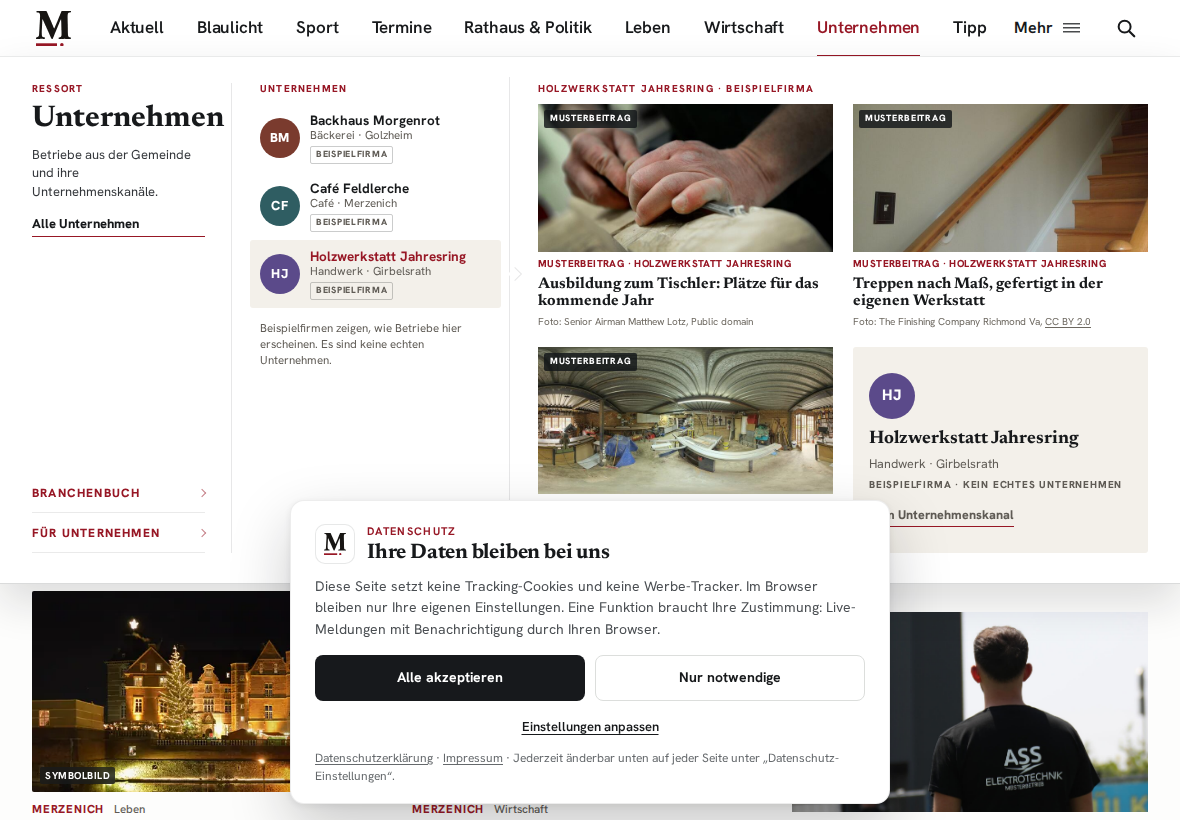 M
Aktuell Blaulicht Sport Termine Rathaus & Politik Leben Wirtschaft Unternehmen Tipp Mehr
RESSORT
Unternehmen
Betriebe aus der Gemeinde
und ihre
Unternehmenskanäle.
Alle Unternehmen
BRANCHENBUCH
FÜR UNTERNEHMEN
UNTERNEHMEN
BM
Backhaus Morgenrot
Bäckerei · Golzheim
BEISPIELFIRMA
CF
Café Feldlerche
Café · Merzenich
BEISPIELFIRMA
HJ
Holzwerkstatt Jahresring
Handwerk · Girbelsrath
BEISPIELFIRMA
Beispielfirmen zeigen, wie Betriebe hier
erscheinen. Es sind keine echten
Unternehmen.
HOLZWERKSTATT JAHRESRING · BEISPIELFIRMA
MUSTERBEITRAG
MUSTERBEITRAG · HOLZWERKSTATT JAHRESRING
Ausbildung zum Tischler: Plätze für das
kommende Jahr
Foto: Senior Airman Matthew Lotz, Public domain
MUSTERBEITRAG
MUSTERBEITRAG · HOLZWERKSTATT JAHRESRING
Treppen nach Maß, gefertigt in der
eigenen Werkstatt
Foto: The Finishing Company Richmond Va, CC BY 2.0
MUSTERBEITRAG
HJ
Holzwerkstatt Jahresring
Handwerk · Girbelsrath
BEISPIELFIRMA · KEIN ECHTES UNTERNEHMEN
Unternehmenskanal
M
DATENSCHUTZ
Ihre Daten bleiben bei uns
Diese Seite setzt keine Tracking-Cookies und keine Werbe-Tracker. Im Browser
bleiben nur Ihre eigenen Einstellungen. Eine Funktion braucht Ihre Zustimmung: Live-
Meldungen mit Benachrichtigung durch Ihren Browser.
Alle akzeptieren
Nur notwendige
Einstellungen anpassen
Datenschutzerklärung · Impressum · Jederzeit änderbar unten auf jeder Seite unter „Datenschutz-
Einstellungen“.
SYMBOLBILD
MERZENICH Leben
MERZENICH Wirtschaft
ASS
ELEKTROTECHNIK
MEISTERBETRIEB